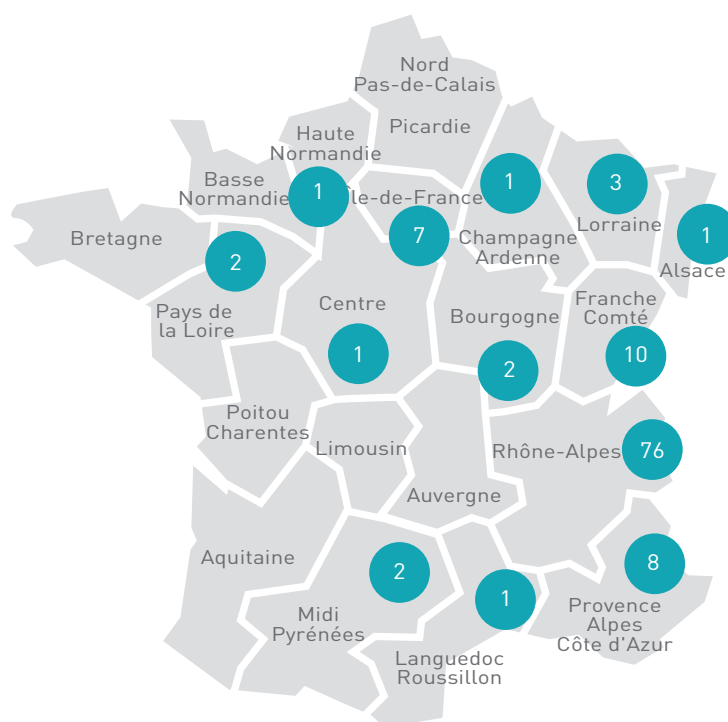 Nord
Pas-de-Calais
Picardie
Haute
Normandie
Basse
Normandie
1
Île-de-France
7
1
Champagne
Ardenne
3
Lorraine
1
Alsace
Bretagne
2
Pays de
la Loire
Centre
1
Bourgogne
2
Franche
Comté
10
Poitou
Charentes
Limousin
Auvergne
Rhône-Alpes
76
Aquitaine
2
Midi
Pyrénées
1
Languedoc
Roussillon
8
Provence
Alpes
Côte d'Azur